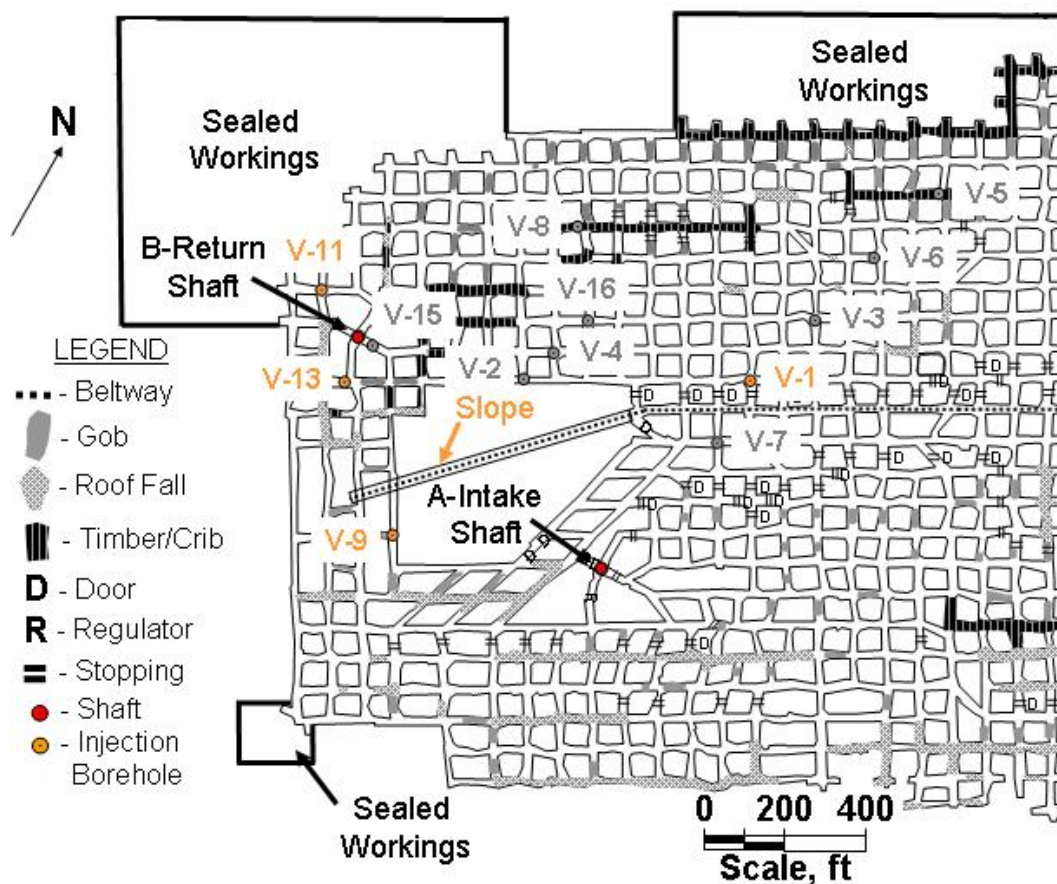 Sealed
Workings
Sealed
Workings
N
V-5
V-8
B-Return
Shaft
V-11
V-6
V-16
V-15
V-3
LEGEND
V-4
V-2
V-13
V-1
Beltway
Slope
Gob
V-7
Roof Fall
A-Intake
Shaft
Timber/Crib
V-9
D - Door
R - Regulator
Stopping
Shaft
Injection
Borehole
Sealed
Workings
0 200 400
Scale, ft
D
D
D
D
D
D
D
D
D
D
D
D